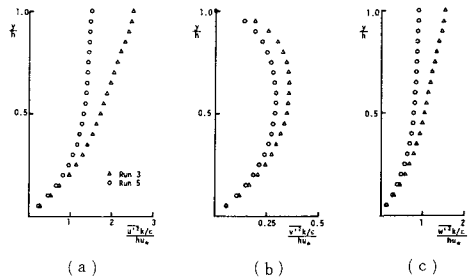 y/h
1.0
0.5
△ Run 3
○ Run 5
1 2 3
u'²k/c
hu*
(a)
y/h
1.0
0.5
0.25 0.5
v'²k/c
hu*
(b)
y/h
1.0
0.5
1 2
w'²k/c
hu*
(c)